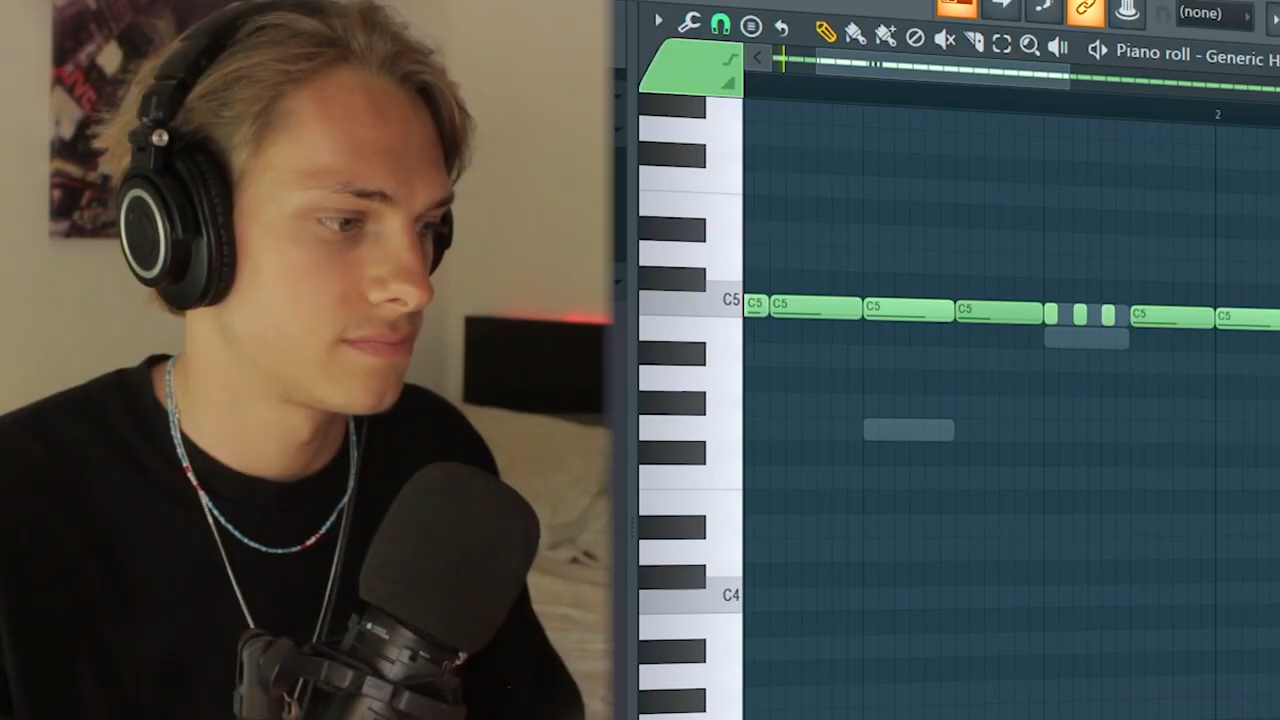 (none)
Piano roll - Generic H
2
C5
C5 C5 C5 C5 C5 C5
C4